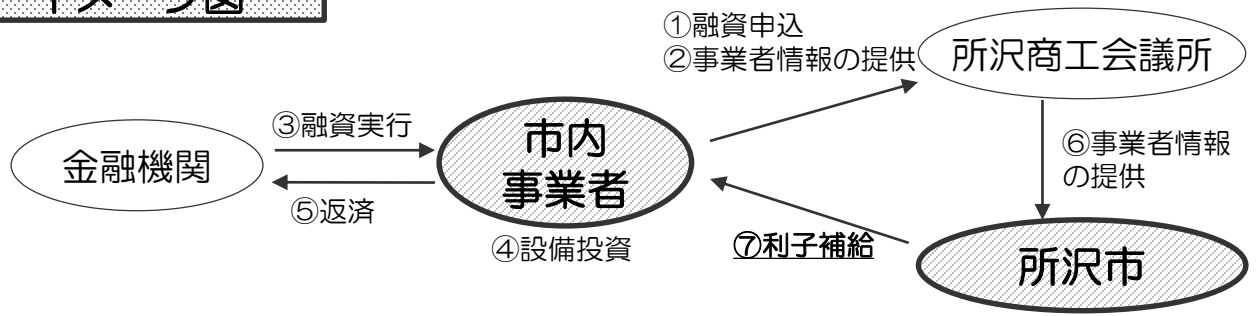 イメージ図
①融資申込
②事業者情報の提供
所沢商工会議所
③融資実行
市内
事業者
金融機関
⑥事業者情報
の提供
⑤返済
④設備投資
⑦利子補給
所沢市